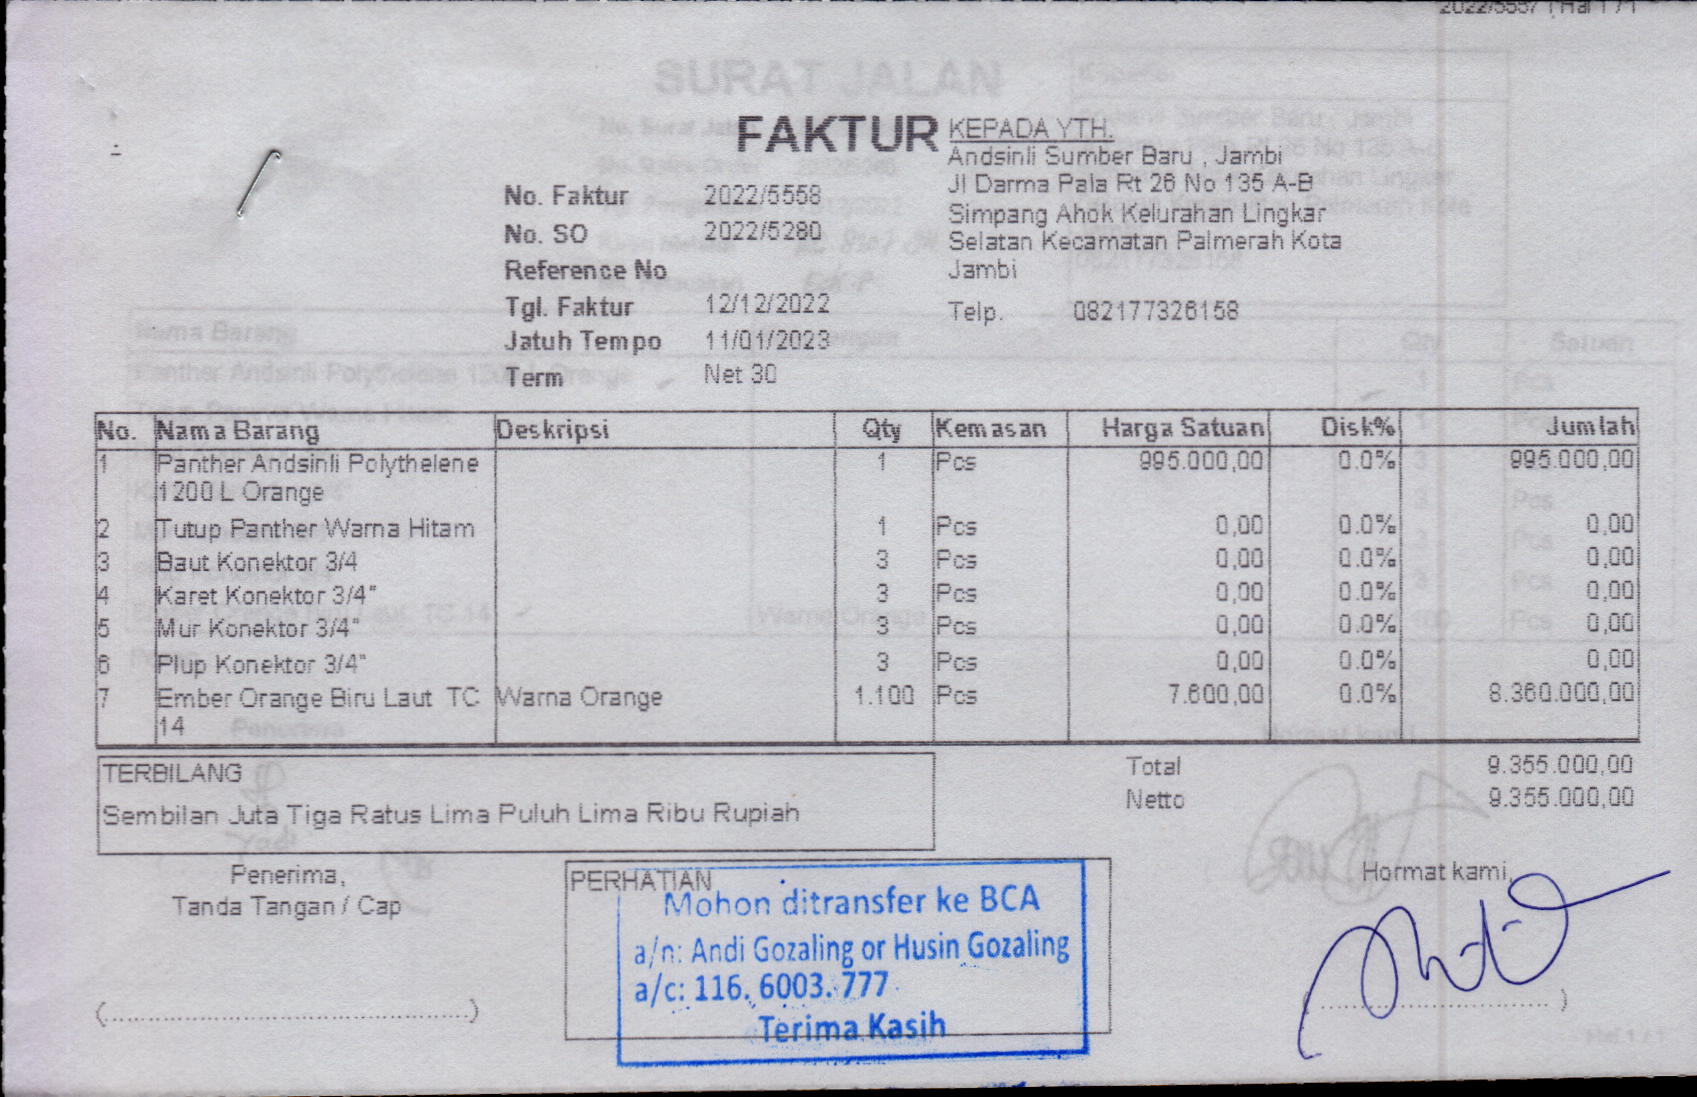 FAKTUR
No. Faktur 2022/5558
No. SO 2022/5280
Reference No
Tgl. Faktur 12/12/2022
Jatuh Tempo 11/01/2023
Term Net 30
KEPADA YTH.
Andsinli Sumber Baru , Jambi
Jl Darma Pala Rt 26 No 135 A-B
Simpang Ahok Kelurahan Lingkar
Selatan Kecamatan Palmerah Kota
Jambi
Telp. 082177326158
No. Nama Barang Deskripsi Qty Kemasan Harga Satuan Disk% Jumlah
1 Panther Andsinli Polythelene 1 Pcs 995.000,00 0.0% 995.000,00
1200 L Orange
2 Tutup Panther Warna Hitam 1 Pcs 0,00 0.0% 0,00
3 Baut Konektor 3/4 3 Pcs 0,00 0.0% 0,00
4 Karet Konektor 3/4" 3 Pcs 0,00 0.0% 0,00
5 Mur Konektor 3/4" 3 Pcs 0,00 0.0% 0,00
6 Plup Konektor 3/4" 3 Pcs 0,00 0.0% 0,00
7 Ember Orange Biru Laut TC Warna Orange 1.100 Pcs 7.600,00 0.0% 8.360.000,00
14
TERBILANG
Sembilan Juta Tiga Ratus Lima Puluh Lima Ribu Rupiah
Total 9.355.000,00
Netto 9.355.000,00
Penerima,
Tanda Tangan / Cap
PERHATIAN
Mohon ditransfer ke BCA
a/n: Andi Gozaling or Husin Gozaling
a/c: 116. 6003. 777
Terima Kasih
Hormat kami,